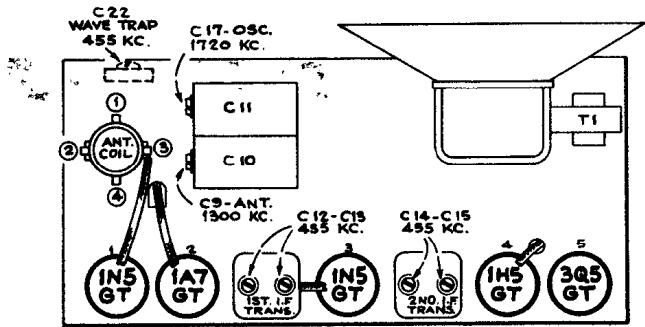 C22
WAVE TRAP
455 KC.
C17-OSC.
1720 KC.
C11
T1
1
ANT.
COIL
2
3
4
C10
C9-ANT.
1300 KC.
C12-C13
455 KC.
C14-C15
455 KC.
1
2
3
4
5
1N5
GT
1A7
GT
1ST. I.F
TRANS.
1N5
GT
2ND. I.F
TRANS.
1H5
GT
3Q5
GT